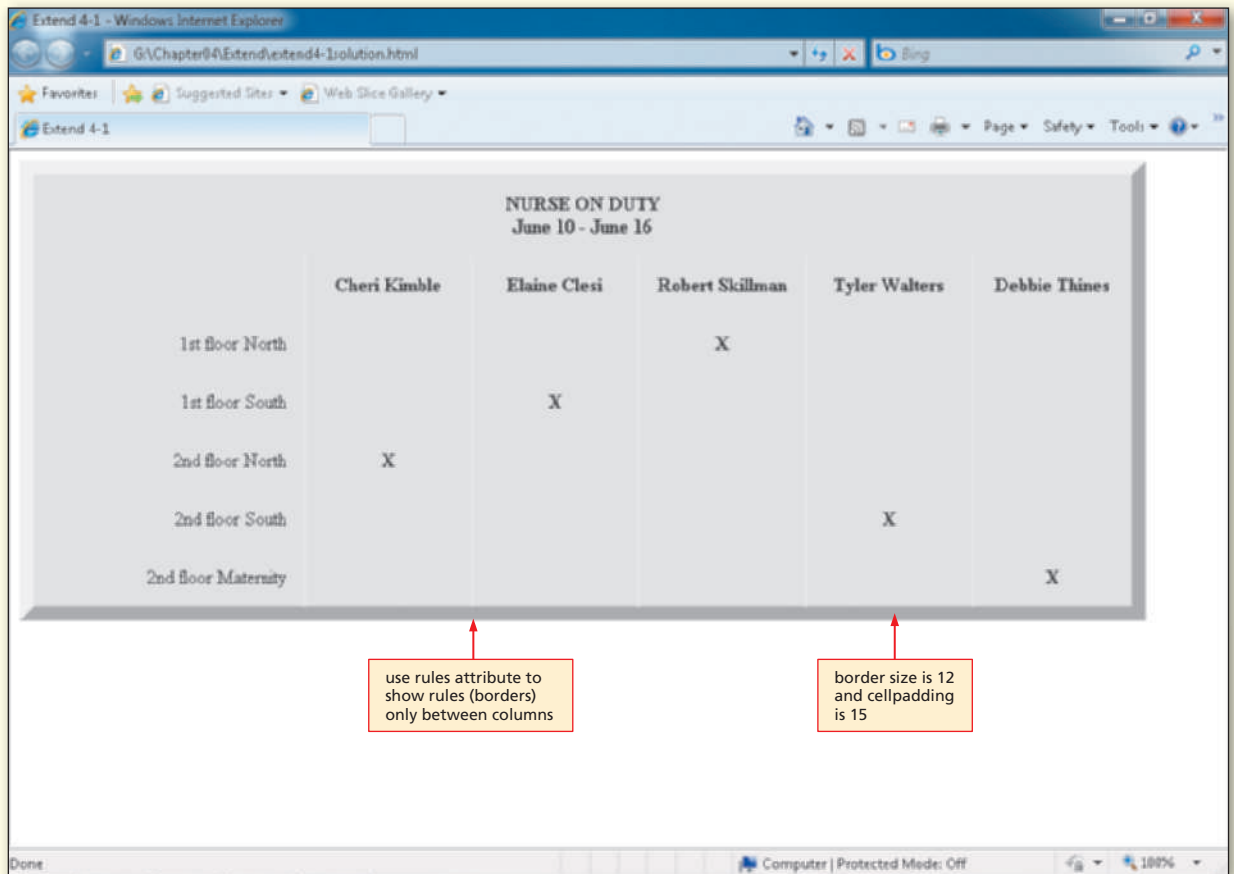 Extend 4-1 - Windows Internet Explorer
G:\Chapter04\Extend\extend4-1solution.html
Bing
Favorites Suggested Sites Web Slice Gallery
Extend 4-1
Page Safety Tools
NURSE ON DUTY
June 10 - June 16
Cheri Kimble Elaine Clesi Robert Skillman Tyler Walters Debbie Thines
1st floor North X
1st floor South X
2nd floor North X
2nd floor South X
2nd floor Maternity X
use rules attribute to
show rules (borders)
only between columns
border size is 12
and cellpadding
is 15
Done Computer | Protected Mode: Off 100%